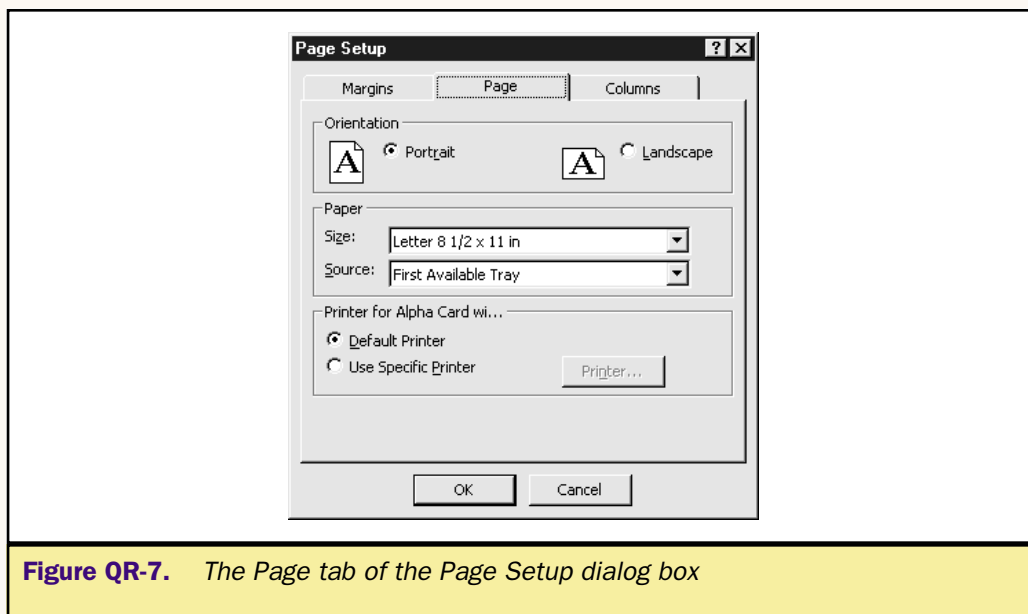 Page Setup
Margins Page Columns
Orientation
A Portrait A Landscape
Paper
Size: Letter 8 1/2 x 11 in
Source: First Available Tray
Printer for Alpha Card wi...
Default Printer
Use Specific Printer Printer...
OK Cancel
Figure QR-7. The Page tab of the Page Setup dialog box